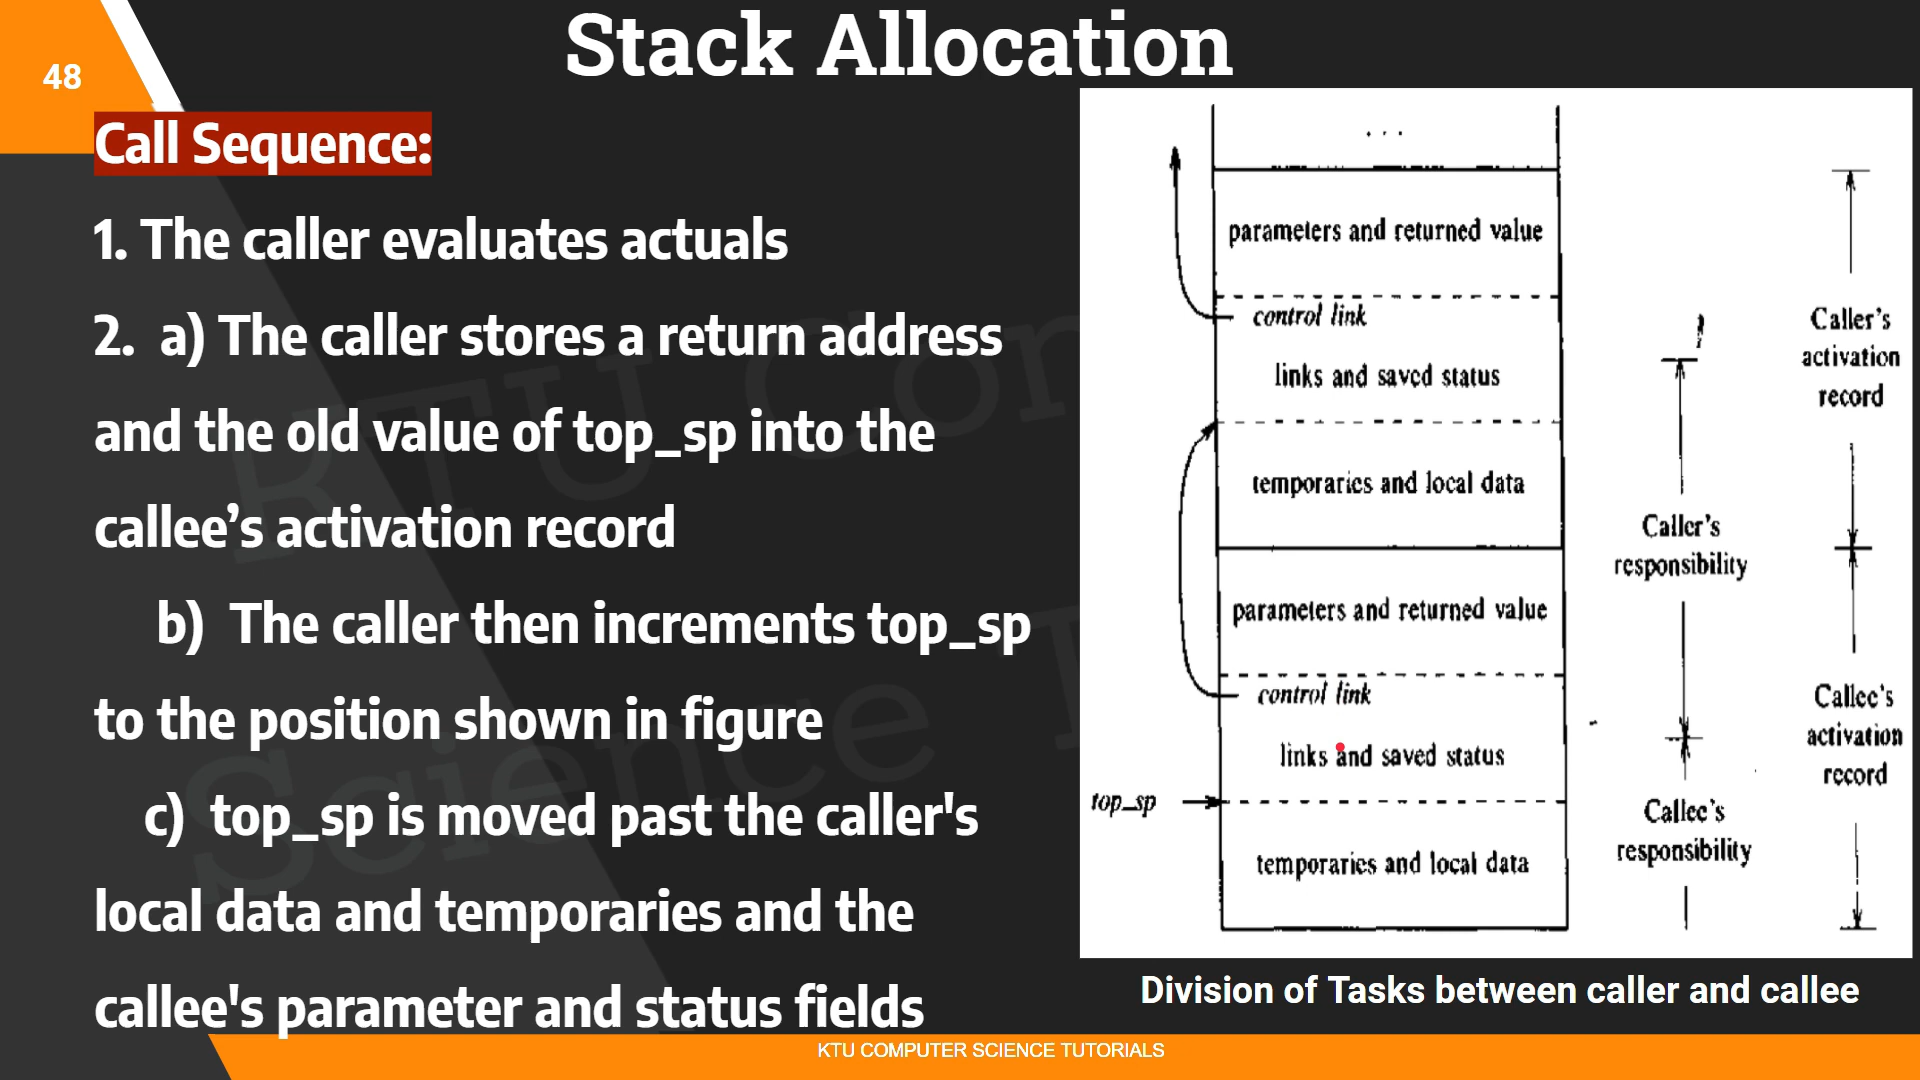 48
Stack Allocation
Call Sequence:
1. The caller evaluates actuals
2. a) The caller stores a return address
and the old value of top_sp into the
callee’s activation record
b) The caller then increments top_sp
to the position shown in figure
c) top_sp is moved past the caller's
local data and temporaries and the
callee's parameter and status fields
. . .
parameters and returned value
control link
links and saved status
temporaries and local data
parameters and returned value
control link
links and saved status
top_sp
temporaries and local data
Caller’s
responsibility
Callee’s
responsibility
Caller’s
activation
record
Callee’s
activation
record
Division of Tasks between caller and callee
KTU COMPUTER SCIENCE TUTORIALS
KTU Com
Science T